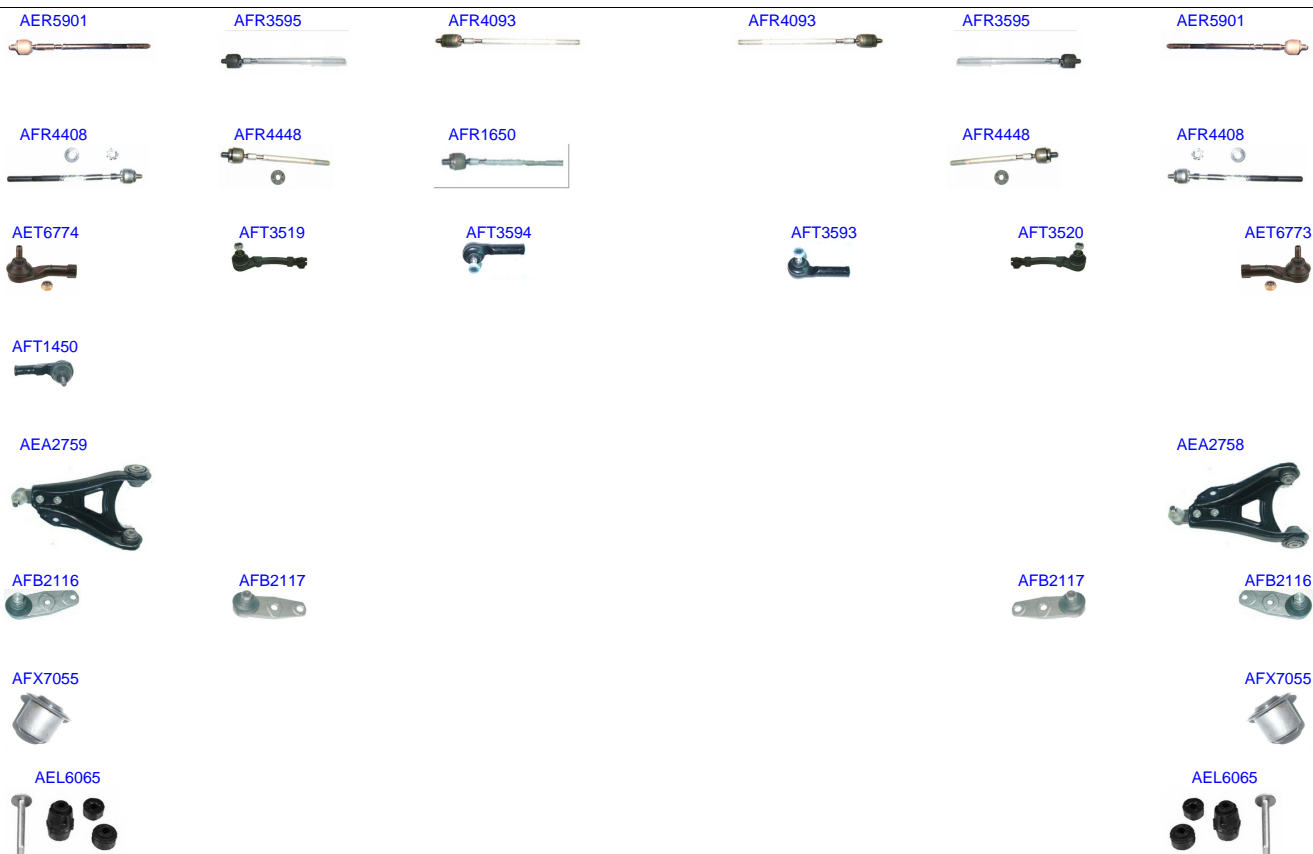 AER5901 AFR3595 AFR4093 AFR4093 AFR3595 AER5901
AFR4408 AFR4448 AFR1650 AFR4448 AFR4408
AET6774 AFT3519 AFT3594 AFT3593 AFT3520 AET6773
AFT1450
AEA2759 AEA2758
AFB2116 AFB2117 AFB2117 AFB2116
AFX7055 AFX7055
AEL6065 AEL6065